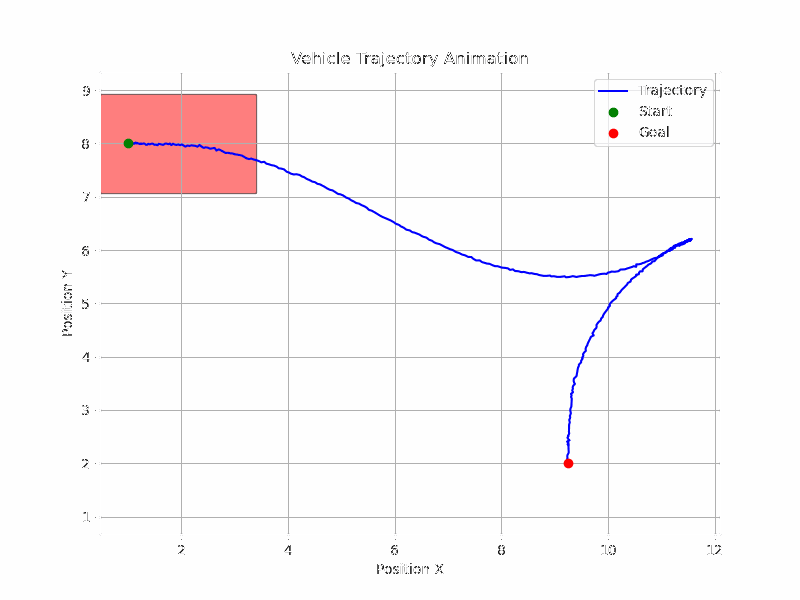 Vehicle Trajectory Animation
9
8
7
6
5
4
3
2
1
Position Y
Trajectory
Start
Goal
2 4 6 8 10 12
Position X